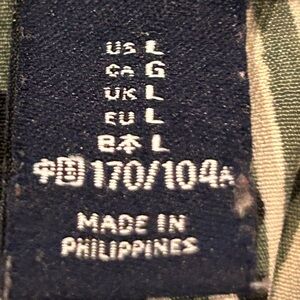 US L
CA G
UK L
EU L
日本 L
中国 170/104A
MADE IN
PHILIPPINES